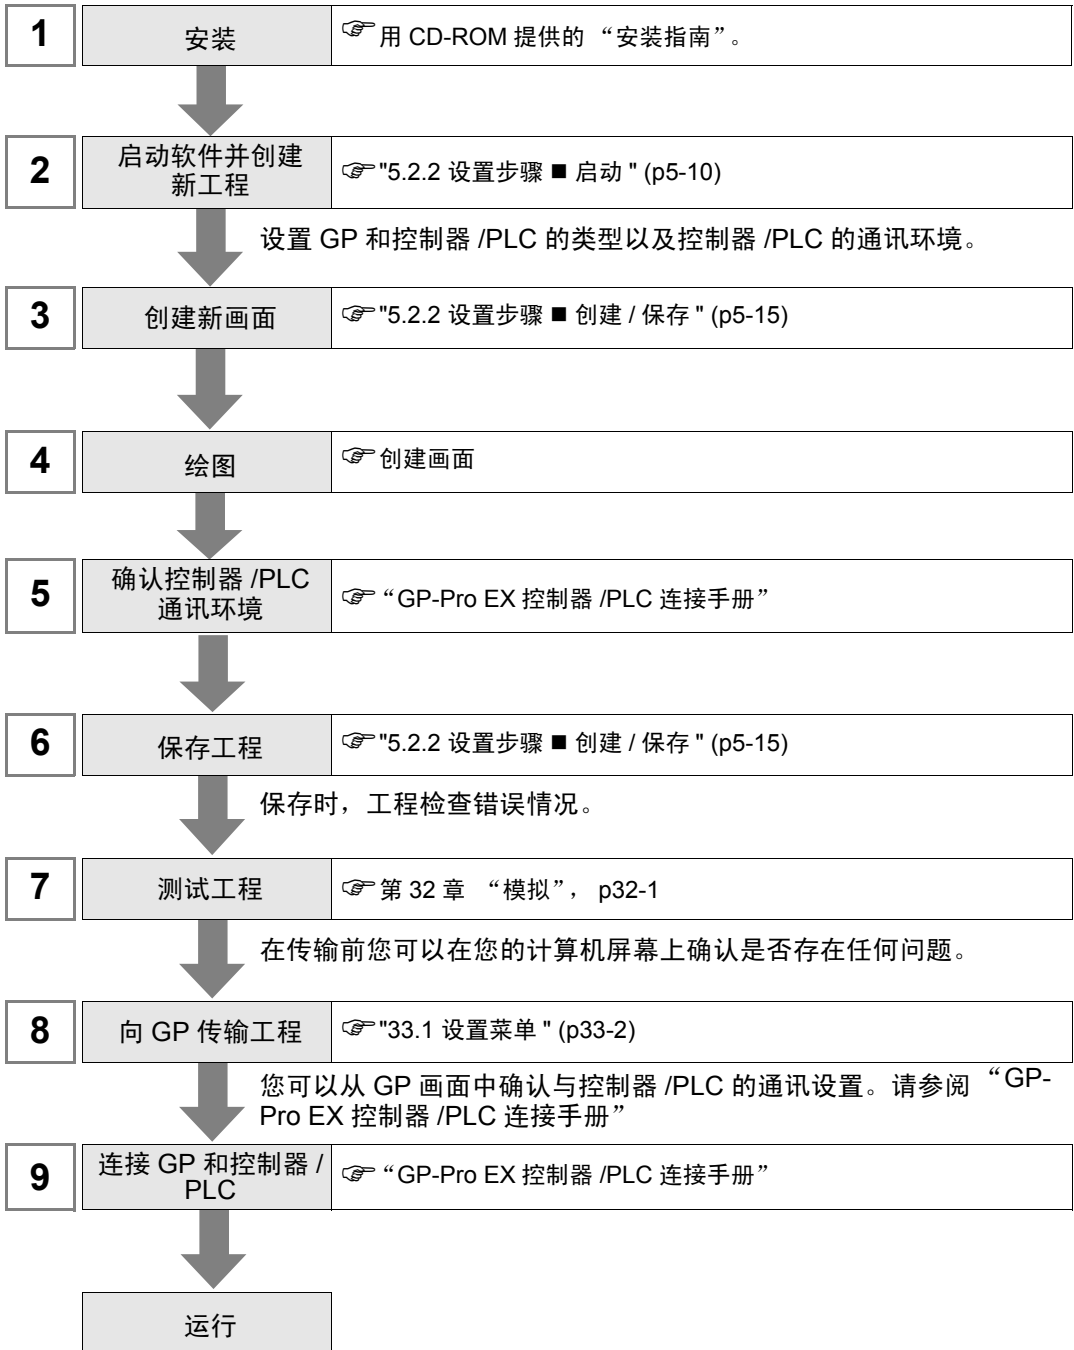 1
安装
☞用 CD-ROM 提供的 “安装指南”。
2
启动软件并创建
新工程
☞"5.2.2 设置步骤 ■ 启动 " (p5-10)
设置 GP 和控制器 /PLC 的类型以及控制器 /PLC 的通讯环境。
3
创建新画面
☞"5.2.2 设置步骤 ■ 创建 / 保存 " (p5-15)
4
绘图
☞创建画面
5
确认控制器 /PLC
通讯环境
☞“GP-Pro EX 控制器 /PLC 连接手册”
6
保存工程
☞"5.2.2 设置步骤 ■ 创建 / 保存 " (p5-15)
保存时，工程检查错误情况。
7
测试工程
☞第 32 章 “模拟”， p32-1
在传输前您可以在您的计算机屏幕上确认是否存在任何问题。
8
向 GP 传输工程
☞"33.1 设置菜单 " (p33-2)
您可以从 GP 画面中确认与控制器 /PLC 的通讯设置。请参阅 “GP-
Pro EX 控制器 /PLC 连接手册”
9
连接 GP 和控制器 /
PLC
☞“GP-Pro EX 控制器 /PLC 连接手册”
运行